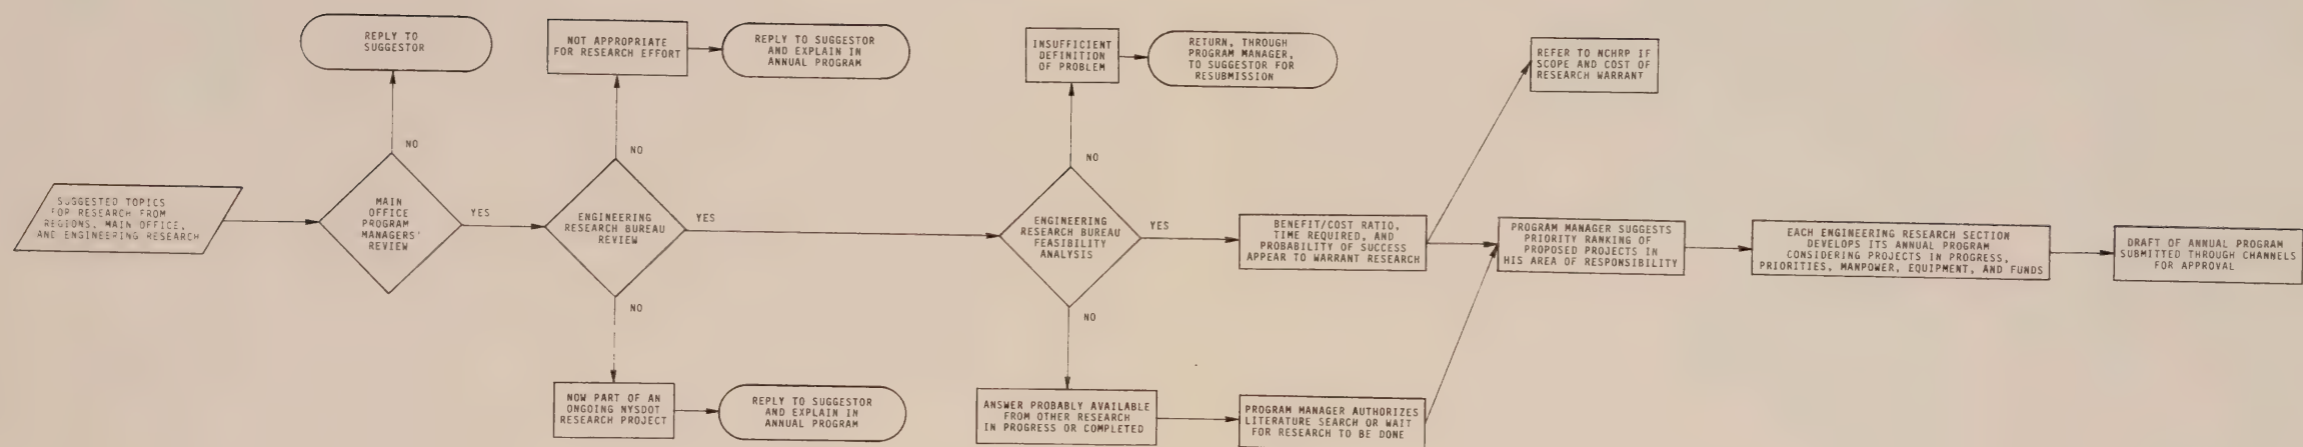 SUGGESTED TOPICS
FOR RESEARCH FROM
REGIONS, MAIN OFFICE,
AND ENGINEERING RESEARCH
MAIN
OFFICE
PROGRAM
MANAGERS'
REVIEW
NO
REPLY TO
SUGGESTOR
YES
ENGINEERING
RESEARCH BUREAU
REVIEW
NO
NOT APPROPRIATE
FOR RESEARCH EFFORT
REPLY TO SUGGESTOR
AND EXPLAIN IN
ANNUAL PROGRAM
NO
NOW PART OF AN
ONGOING NYSDOT
RESEARCH PROJECT
REPLY TO SUGGESTOR
AND EXPLAIN IN
ANNUAL PROGRAM
YES
ENGINEERING
RESEARCH BUREAU
FEASIBILITY
ANALYSIS
NO
INSUFFICIENT
DEFINITION
OF PROBLEM
RETURN, THROUGH
PROGRAM MANAGER,
TO SUGGESTOR FOR
RESUBMISSION
NO
ANSWER PROBABLY AVAILABLE
FROM OTHER RESEARCH
IN PROGRESS OR COMPLETED
PROGRAM MANAGER AUTHORIZES
LITERATURE SEARCH OR WAIT
FOR RESEARCH TO BE DONE
YES
BENEFIT/COST RATIO,
TIME REQUIRED, AND
PROBABILITY OF SUCCESS
APPEAR TO WARRANT RESEARCH
REFER TO NCHRP IF
SCOPE AND COST OF
RESEARCH WARRANT
PROGRAM MANAGER SUGGESTS
PRIORITY RANKING OF
PROPOSED PROJECTS IN
HIS AREA OF RESPONSIBILITY
EACH ENGINEERING RESEARCH SECTION
DEVELOPS ITS ANNUAL PROGRAM
CONSIDERING PROJECTS IN PROGRESS,
PRIORITIES, MANPOWER, EQUIPMENT, AND FUNDS
DRAFT OF ANNUAL PROGRAM
SUBMITTED THROUGH CHANNELS
FOR APPROVAL